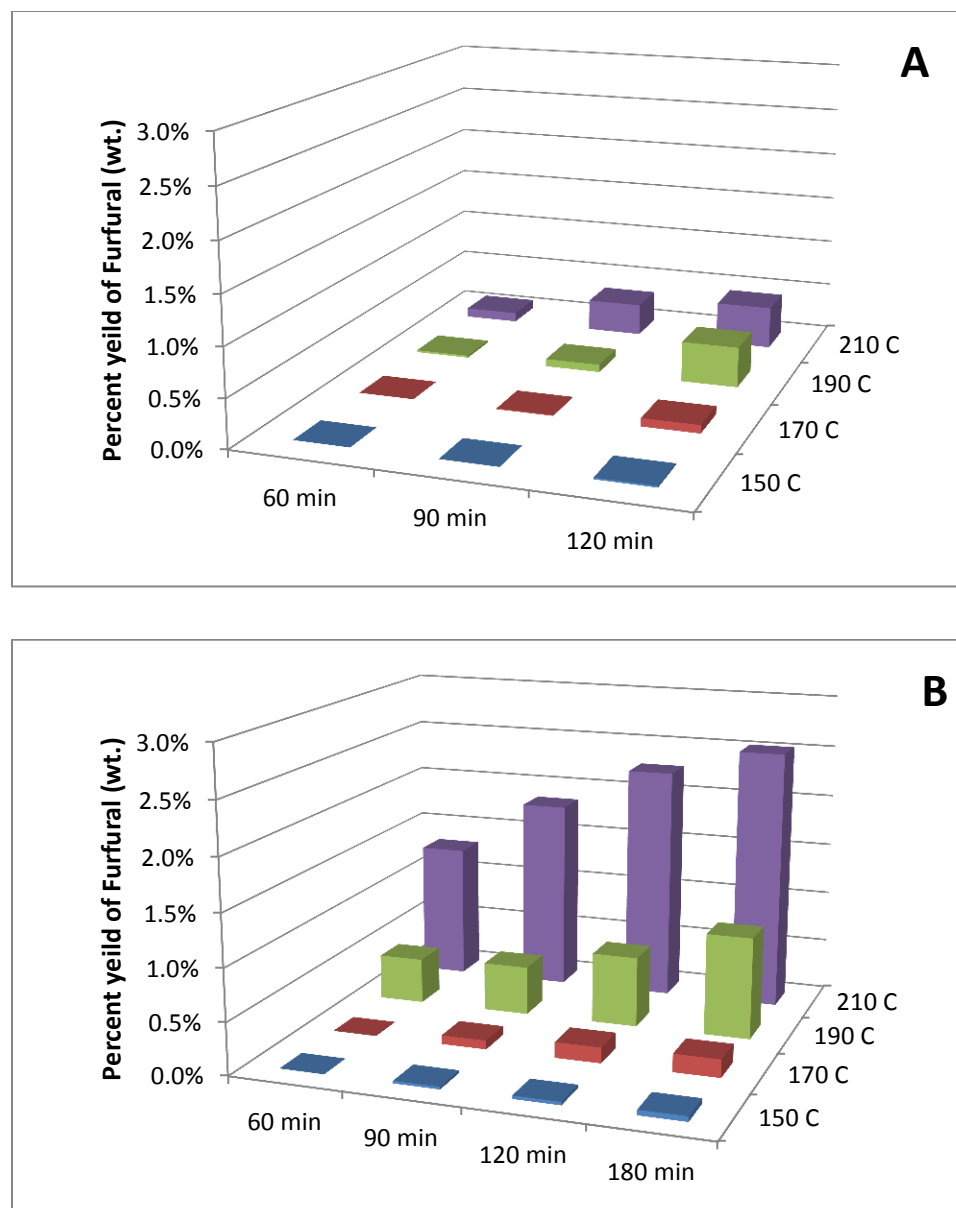 A
Percent yeild of Furfural (wt.)
3.0%
2.5%
2.0%
1.5%
1.0%
0.5%
0.0%
60 min
90 min
120 min
150 C
170 C
190 C
210 C
B
Percent yeild of Furfural (wt.)
3.0%
2.5%
2.0%
1.5%
1.0%
0.5%
0.0%
60 min
90 min
120 min
180 min
150 C
170 C
190 C
210 C